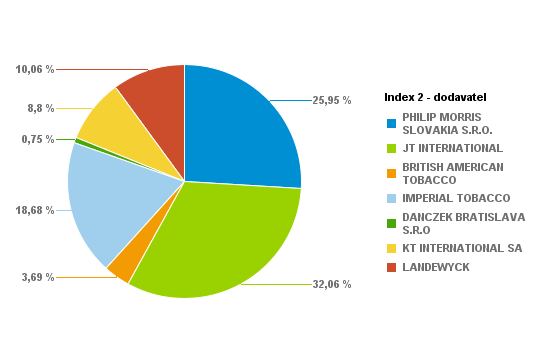 10,06 %
8,8 %
0,75 %
18,68 %
3,69 %
25,95 %
32,06 %
Index 2 - dodavatel
PHILIP MORRIS
SLOVAKIA S.R.O.
JT INTERNATIONAL
BRITISH AMERICAN
TOBACCO
IMPERIAL TOBACCO
DANCZEK BRATISLAVA
S.R.O
KT INTERNATIONAL SA
LANDEWYCK